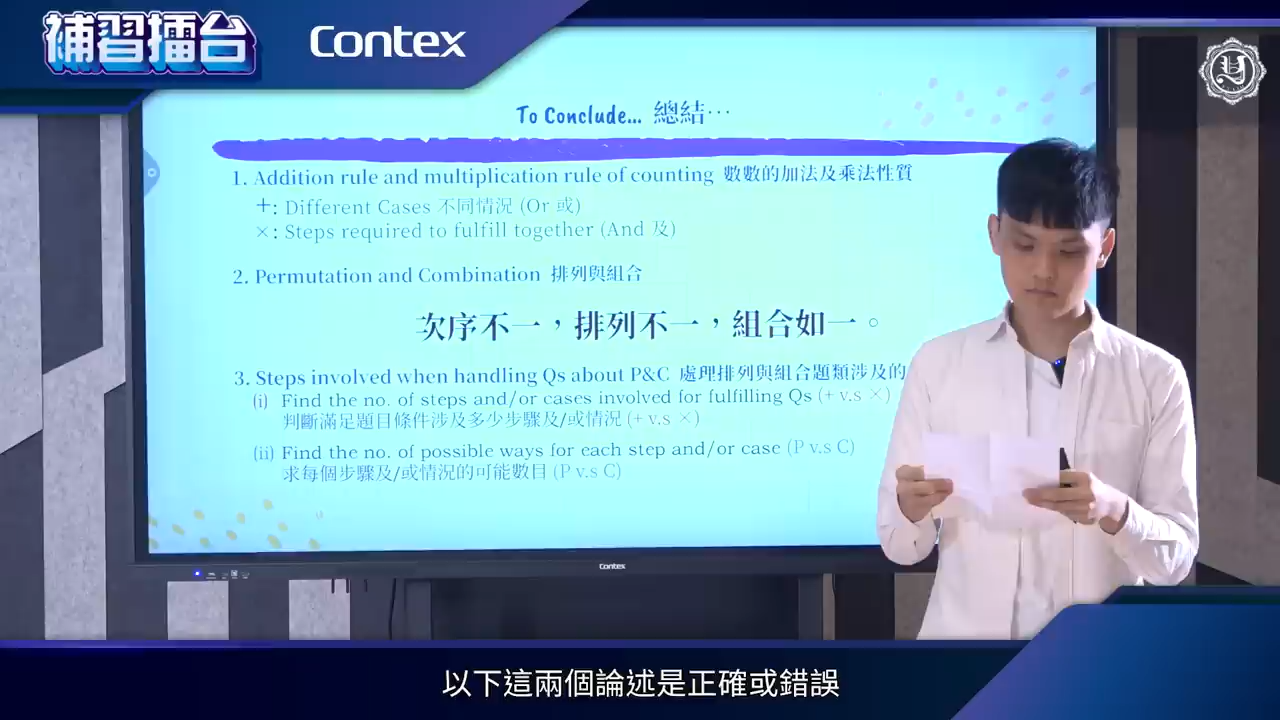 補習擂台
Contex
To Conclude... 總結…
1. Addition rule and multiplication rule of counting 數數的加法及乘法性質
+: Different Cases 不同情況 (Or 或)
×: Steps required to fulfill together (And 及)
2. Permutation and Combination 排列與組合
次序不一，排列不一，組合如一。
3. Steps involved when handling Qs about P&C 處理排列與組合題類涉及的
(i) Find the no. of steps and/or cases involved for fulfilling Qs (+ v.s ×)
判斷滿足題目條件涉及多少步驟及/或情況 (+ v.s ×)
(ii) Find the no. of possible ways for each step and/or case (P v.s C)
求每個步驟及/或情況的可能數目 (P v.s C)
Contex
以下這兩個論述是正確或錯誤